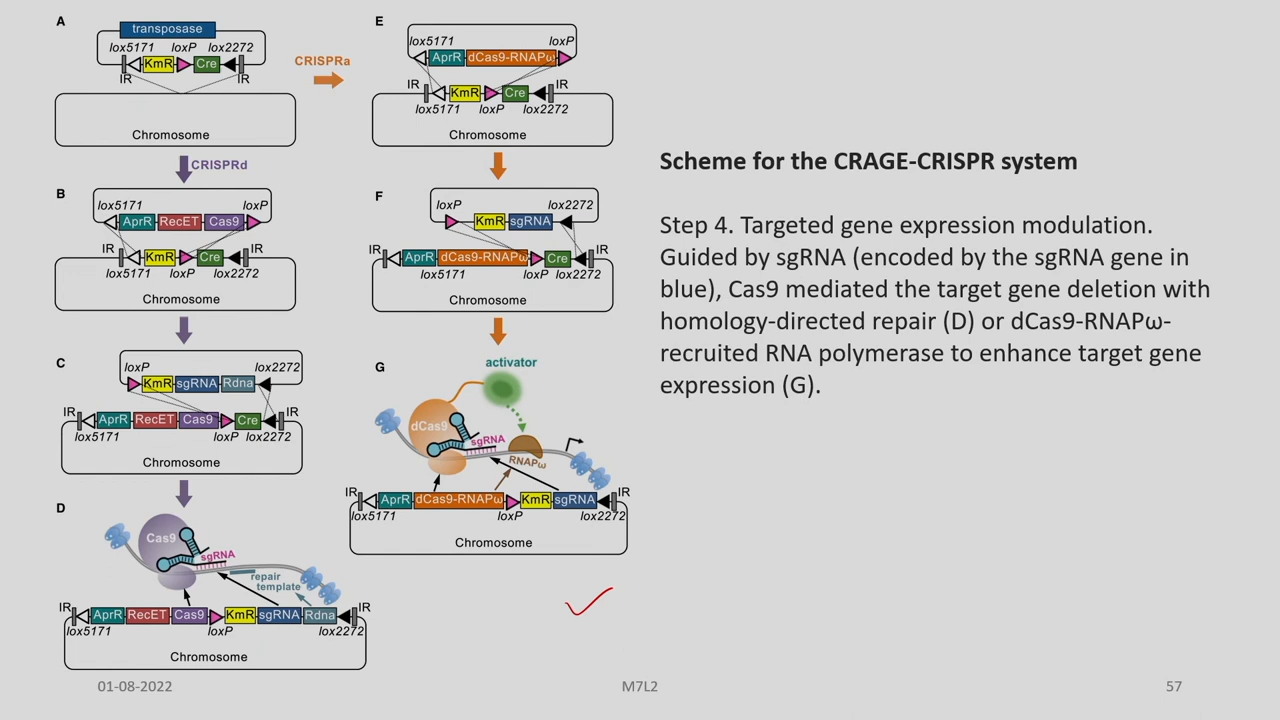 A
transposase
lox5171 loxP lox2272
KmR Cre
IR IR
Chromosome
CRISPRa
CRISPRd
B
lox5171 loxP
AprR RecET Cas9
IR IR
KmR Cre
lox5171 loxP lox2272
Chromosome
C
loxP lox2272
KmR sgRNA Rdna
IR IR
AprR RecET Cas9 Cre
lox5171 loxP lox2272
Chromosome
D
Cas9
sgRNA
repair
template
IR IR
AprR RecET Cas9 KmR sgRNA Rdna
lox5171 loxP lox2272
Chromosome
E
lox5171 loxP
AprR dCas9-RNAPω
IR IR
KmR Cre
lox5171 loxP lox2272
Chromosome
F
loxP lox2272
KmR sgRNA
IR IR
AprR dCas9-RNAPω Cre
lox5171 loxP lox2272
Chromosome
G
activator
dCas9
sgRNA
RNAPω
IR IR
AprR dCas9-RNAPω KmR sgRNA
lox5171 loxP lox2272
Chromosome
Scheme for the CRAGE-CRISPR system
Step 4. Targeted gene expression modulation.
Guided by sgRNA (encoded by the sgRNA gene in
blue), Cas9 mediated the target gene deletion with
homology-directed repair (D) or dCas9-RNAPω-
recruited RNA polymerase to enhance target gene
expression (G).
01-08-2022 M7L2 57